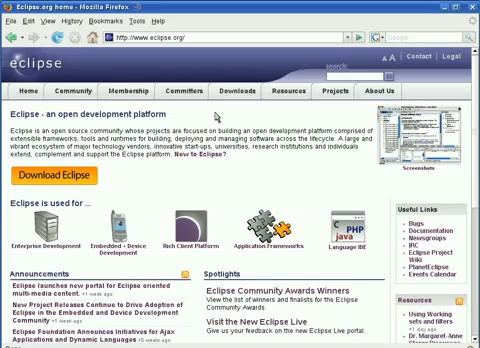 Eclipse.org home - Mozilla Firefox
File Edit View History Bookmarks Tools Help
http://www.eclipse.org/
Google
A A Contact Legal
eclipse
search:
Home Community Membership Committers Downloads Resources Projects About Us
Eclipse - an open development platform
Eclipse is an open source community whose projects are focused on building an open development platform comprised of
extensible frameworks, tools and runtimes for building, deploying and managing software across the lifecycle. A large and
vibrant ecosystem of major technology vendors, innovative start-ups, universities, research institutions and individuals
extend, complement and support the Eclipse platform. New to Eclipse?
Screenshots
Download Eclipse
Eclipse is used for ...
C
PHP
java
Enterprise Development
Embedded + Device
Development
Rich Client Platform
Application Frameworks
Language IDE
Useful Links
Bugs
Documentation
Newsgroups
IRC
Eclipse Project
Wiki
PlanetEclipse
Events Calendar
Announcements
Eclipse launches new portal for Eclipse oriented
multi-media content. +1 week ago
New Project Releases Continue to Drive Adoption of
Eclipse in the Embedded and Device Development
Community +1 week ago
Eclipse Foundation Announces Initiatives for Ajax
Applications and Dynamic Languages +5 weeks ago
Spotlights
Eclipse Community Awards Winners
View the list of winners and finalists for the Eclipse
Community Awards
Visit the New Eclipse Live
Give us your feedback on the new Eclipse Live portal.
Resources
Using Working
sets and filters
+1 day ago
Dr. Margaret-Anne